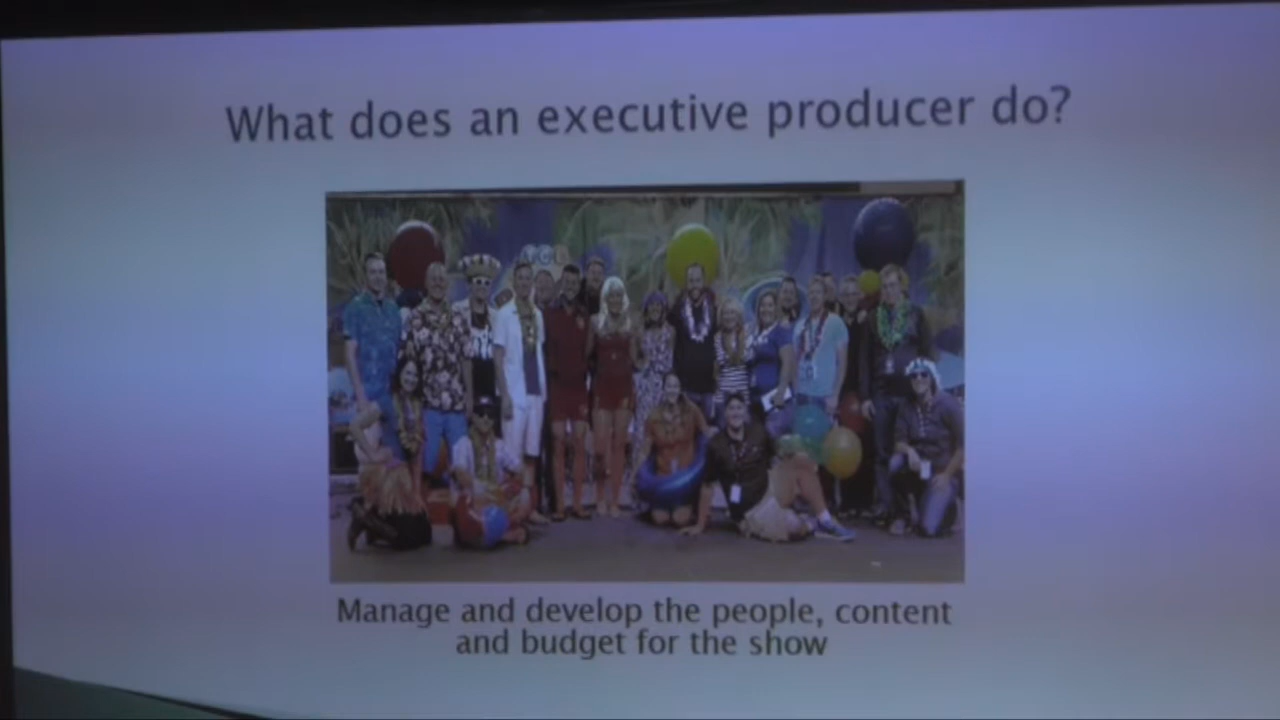 What does an executive producer do?
Manage and develop the people, content
and budget for the show